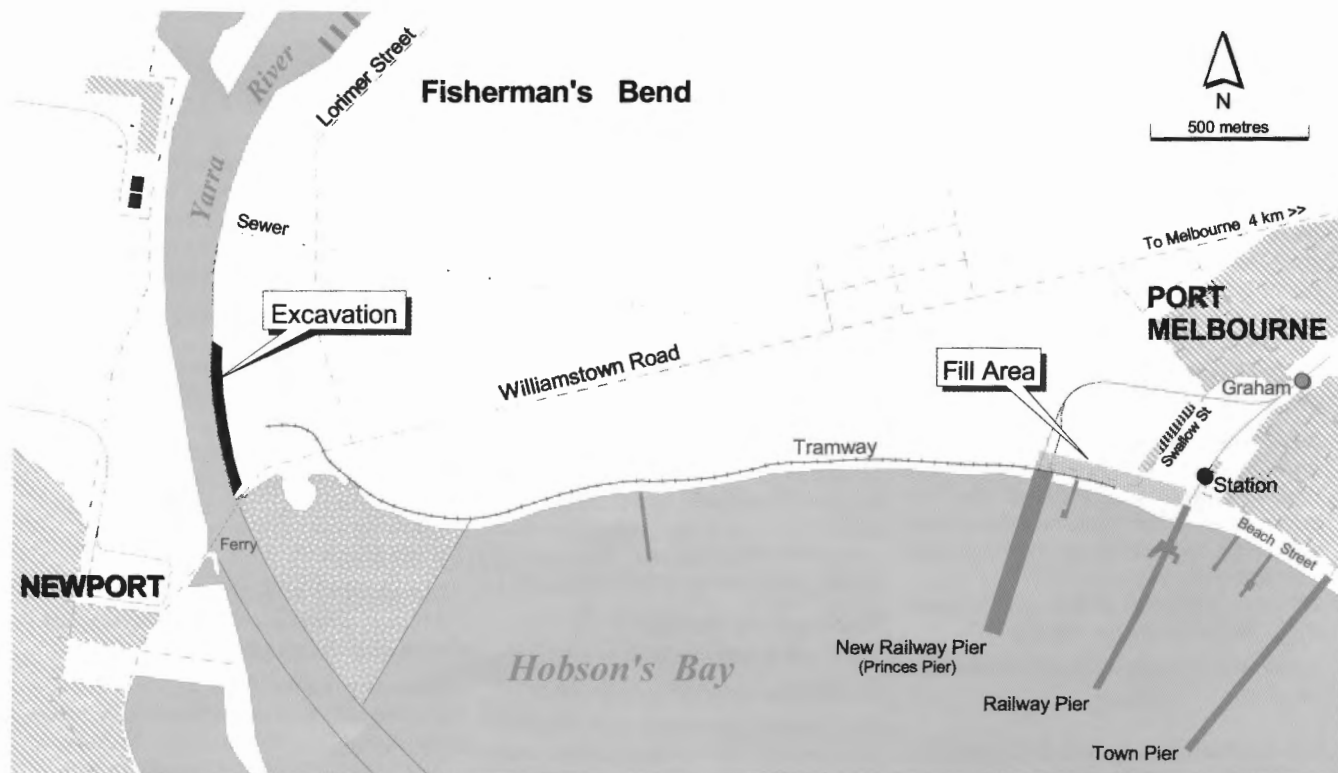 Yarra
River
Lorimer Street
Fisherman's Bend
N
500 metres
Sewer
To Melbourne 4 km >>
Excavation
PORT
MELBOURNE
Williamstown Road
Fill Area
Graham
Swallow St
Tramway
Station
Beach Street
Ferry
NEWPORT
Hobson's Bay
New Railway Pier
(Princes Pier)
Railway Pier
Town Pier